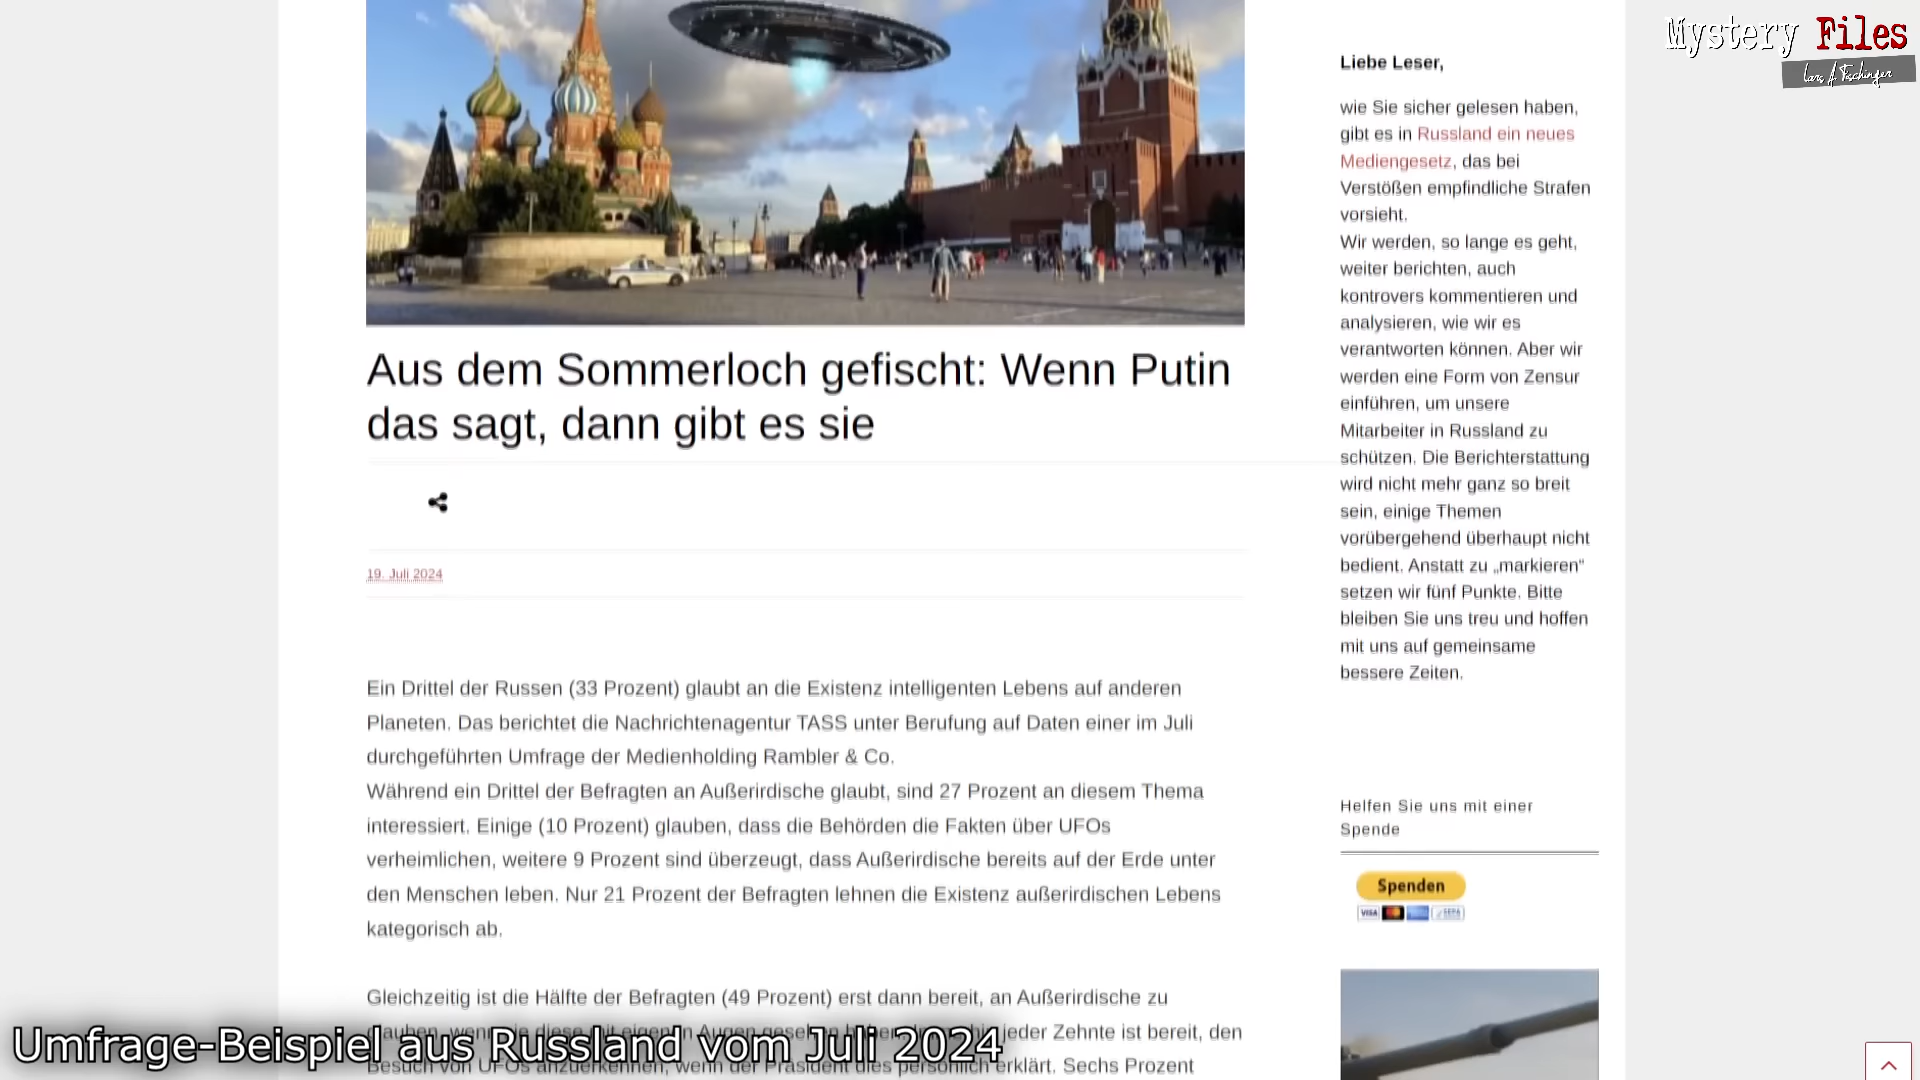 Mystery Files
Lars A. Fischinger
Aus dem Sommerloch gefischt: Wenn Putin
das sagt, dann gibt es sie
19. Juli 2024
Ein Drittel der Russen (33 Prozent) glaubt an die Existenz intelligenten Lebens auf anderen
Planeten. Das berichtet die Nachrichtenagentur TASS unter Berufung auf Daten einer im Juli
durchgeführten Umfrage der Medienholding Rambler & Co.
Während ein Drittel der Befragten an Außerirdische glaubt, sind 27 Prozent an diesem Thema
interessiert. Einige (10 Prozent) glauben, dass die Behörden die Fakten über UFOs
verheimlichen, weitere 9 Prozent sind überzeugt, dass Außerirdische bereits auf der Erde unter
den Menschen leben. Nur 21 Prozent der Befragten lehnen die Existenz außerirdischen Lebens
kategorisch ab.
Gleichzeitig ist die Hälfte der Befragten (49 Prozent) erst dann bereit, an Außerirdische zu
glauben, wenn sie diese mit eigenen Augen gesehen haben. jeder Zehnte ist bereit, den
Besuch von UFOs anzuerkennen, wenn der Präsident dies persönlich erklärt. Sechs Prozent
Liebe Leser,
wie Sie sicher gelesen haben,
gibt es in Russland ein neues
Mediengesetz, das bei
Verstößen empfindliche Strafen
vorsieht.
Wir werden, so lange es geht,
weiter berichten, auch
kontrovers kommentieren und
analysieren, wie wir es
verantworten können. Aber wir
werden eine Form von Zensur
einführen, um unsere
Mitarbeiter in Russland zu
schützen. Die Berichterstattung
wird nicht mehr ganz so breit
sein, einige Themen
vorübergehend überhaupt nicht
bedient. Anstatt zu „markieren“
setzen wir fünf Punkte. Bitte
bleiben Sie uns treu und hoffen
mit uns auf gemeinsame
bessere Zeiten.
Helfen Sie uns mit einer
Spende
Spenden
VISA SEPA
Umfrage-Beispiel aus Russland vom Juli 2024